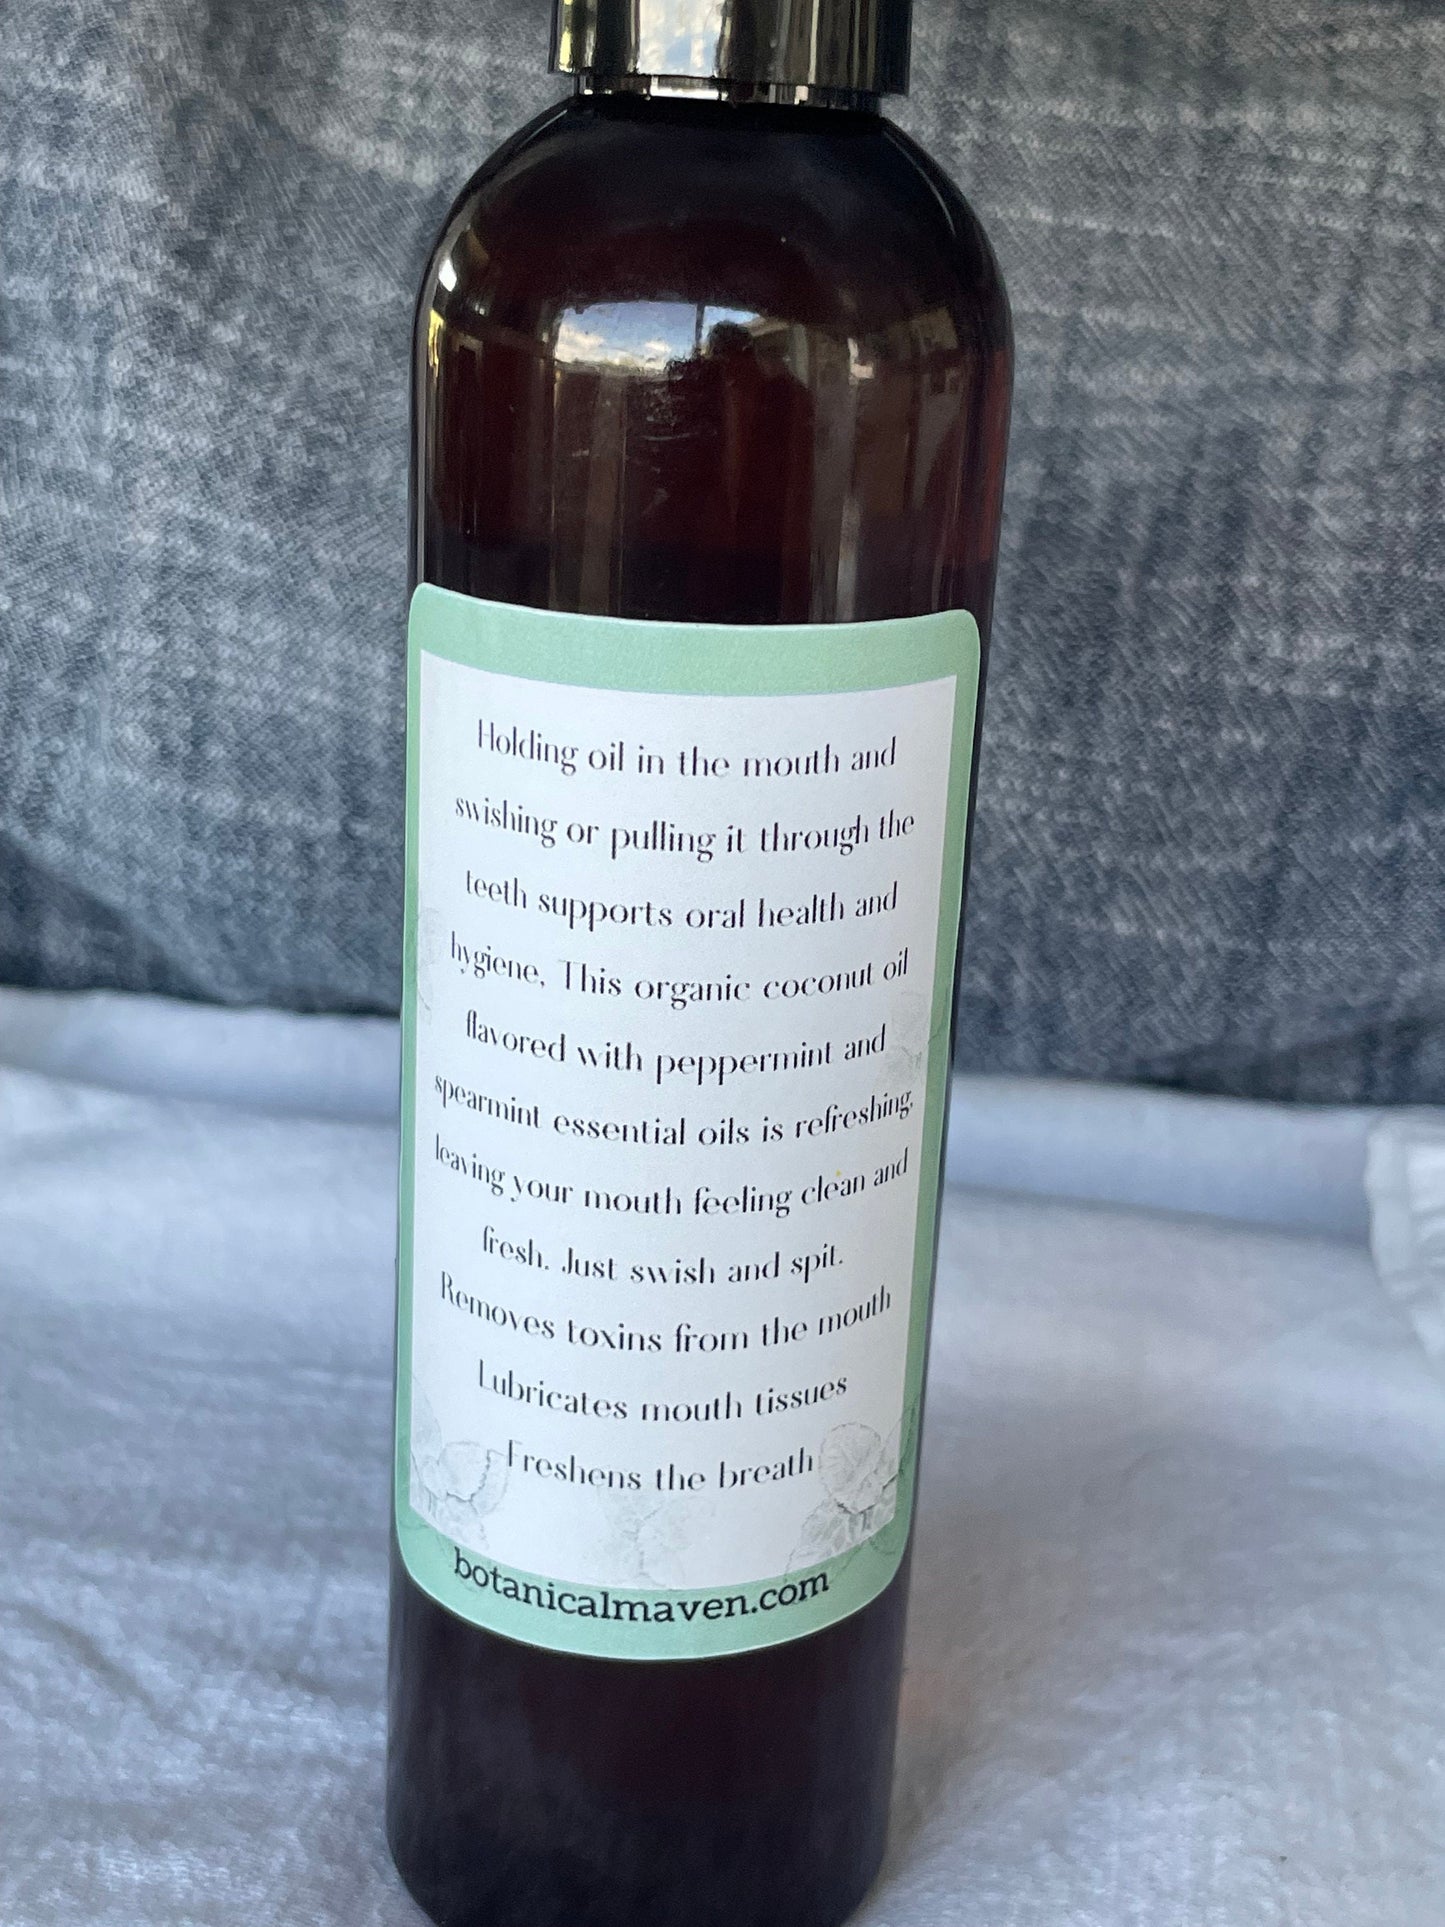 Holding oil in the mouth and
swishing or pulling it through the
teeth supports oral health and
hygiene. This organic coconut oil
flavored with peppermint and
spearmint essential oils is refreshing,
leaving your mouth feeling clean and
fresh. Just swish and spit.
Removes toxins from the mouth
Lubricates mouth tissues
Freshens the breath
botanicalmaven.com